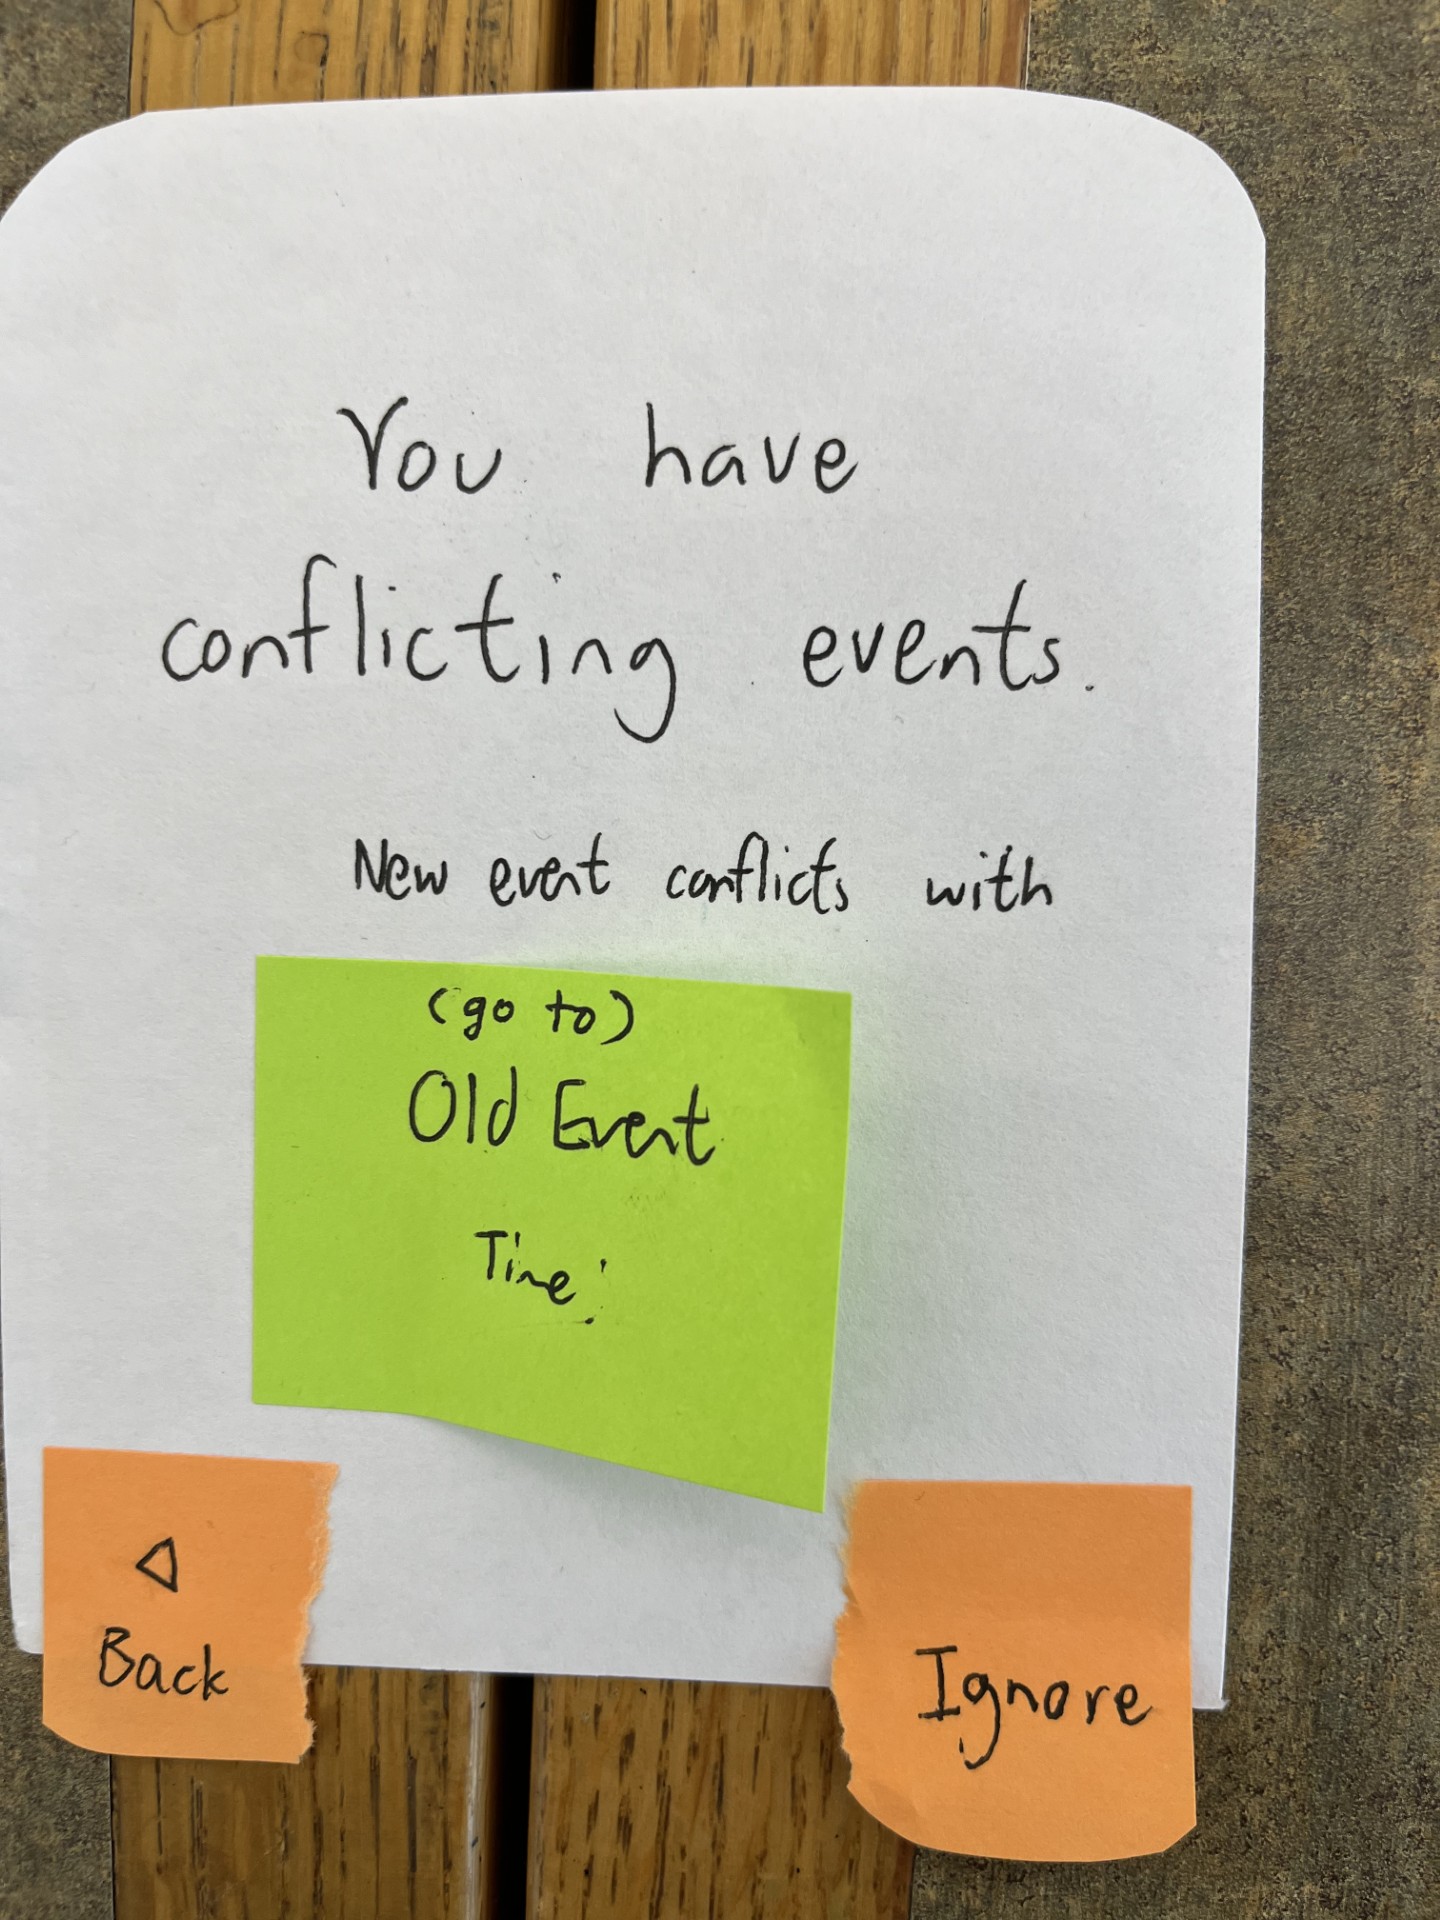 You have
conflicting events.
New event conflicts with
(go to)
Old Event
Time:
Back
Ignore